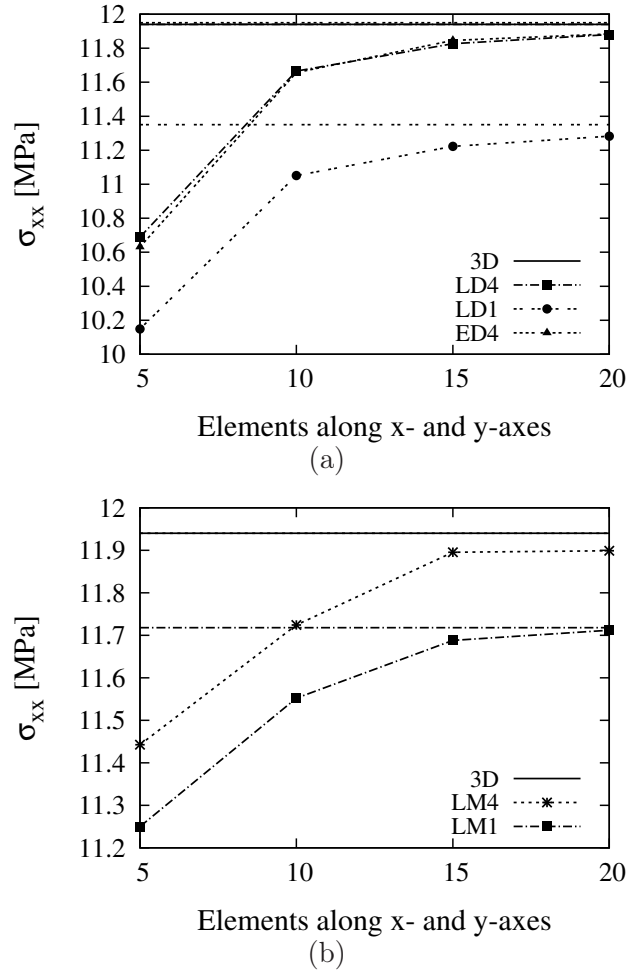 12
11.8
11.6
11.4
11.2
11
10.8
10.6
10.4
10.2
10
σxx [MPa]
3D
LD4
LD1
ED4
5 10 15 20
Elements along x- and y-axes
(a)
12
11.9
11.8
11.7
11.6
11.5
11.4
11.3
11.2
σxx [MPa]
3D
LM4
LM1
5 10 15 20
Elements along x- and y-axes
(b)